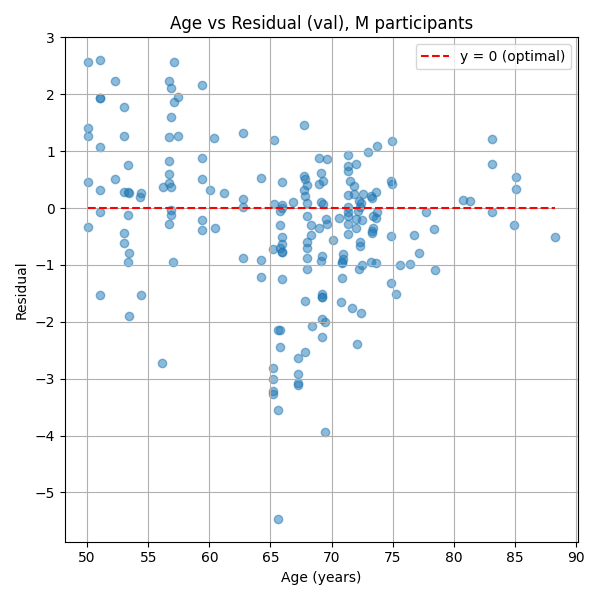 Age vs Residual (val), M participants
y = 0 (optimal)
3
2
1
0
−1
−2
−3
−4
−5
Residual
50 55 60 65 70 75 80 85 90
Age (years)